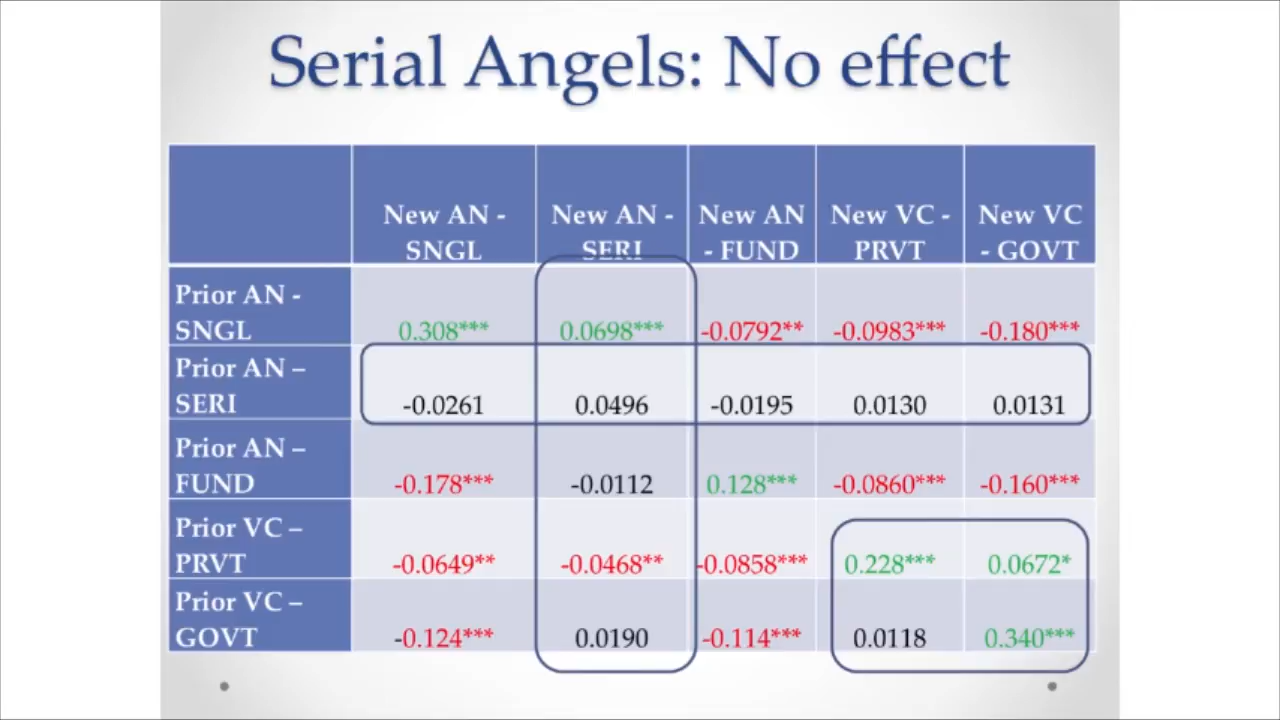 Serial Angels: No effect
New AN - New AN - New AN New VC - New VC
SNGL SERI - FUND PRVT - GOVT
Prior AN -
SNGL 0.308*** 0.0698*** -0.0792** -0.0983*** -0.180***
Prior AN –
SERI -0.0261 0.0496 -0.0195 0.0130 0.0131
Prior AN –
FUND -0.178*** -0.0112 0.128*** -0.0860*** -0.160***
Prior VC –
PRVT -0.0649** -0.0468** -0.0858*** 0.228*** 0.0672*
Prior VC –
GOVT -0.124*** 0.0190 -0.114*** 0.0118 0.340***